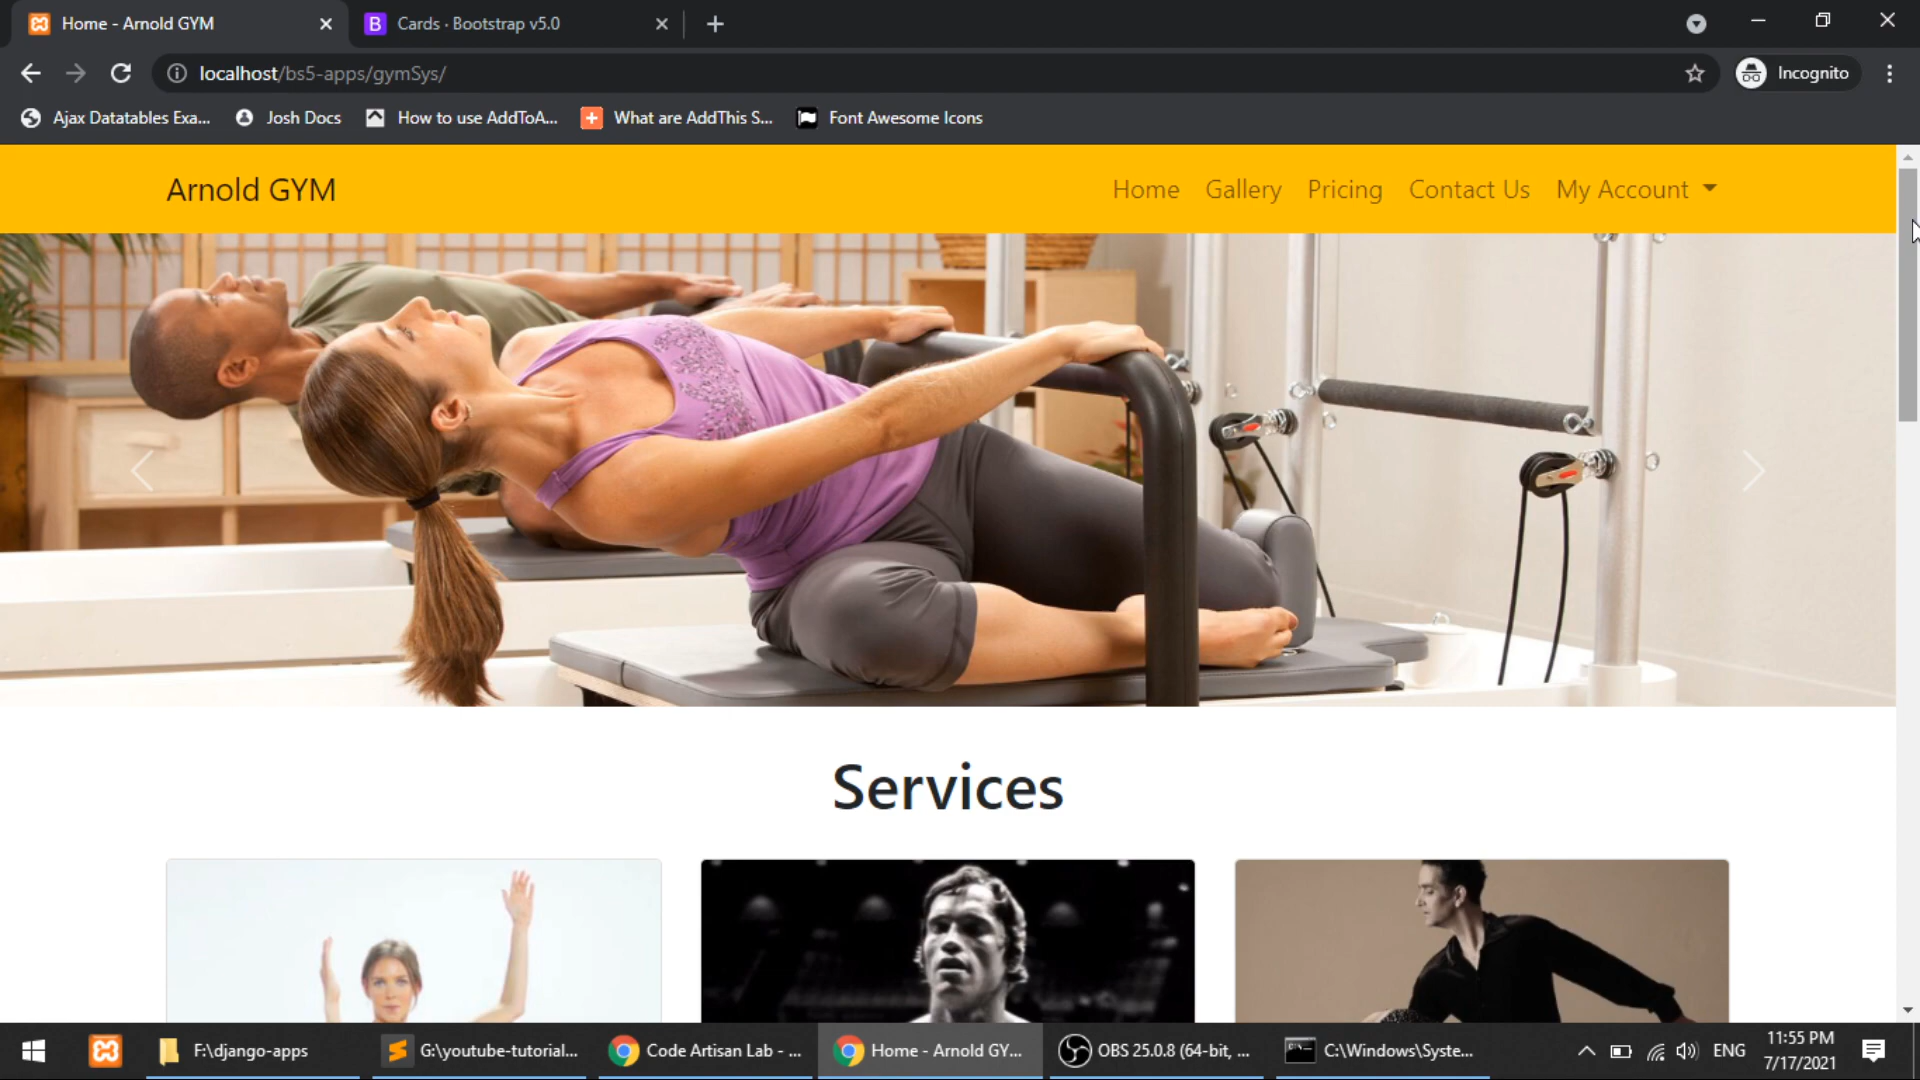 Home - Arnold GYM
Cards · Bootstrap v5.0
localhost/bs5-apps/gymSys/
Incognito
Ajax Datatables Exa...
Josh Docs
How to use AddToA...
What are AddThis S...
Font Awesome Icons
Arnold GYM
Home
Gallery
Pricing
Contact Us
My Account
Services
F:\django-apps
G:\youtube-tutorial...
Code Artisan Lab - ...
Home - Arnold GY...
OBS 25.0.8 (64-bit, ...
C:\Windows\Syste...
ENG
11:55 PM
7/17/2021